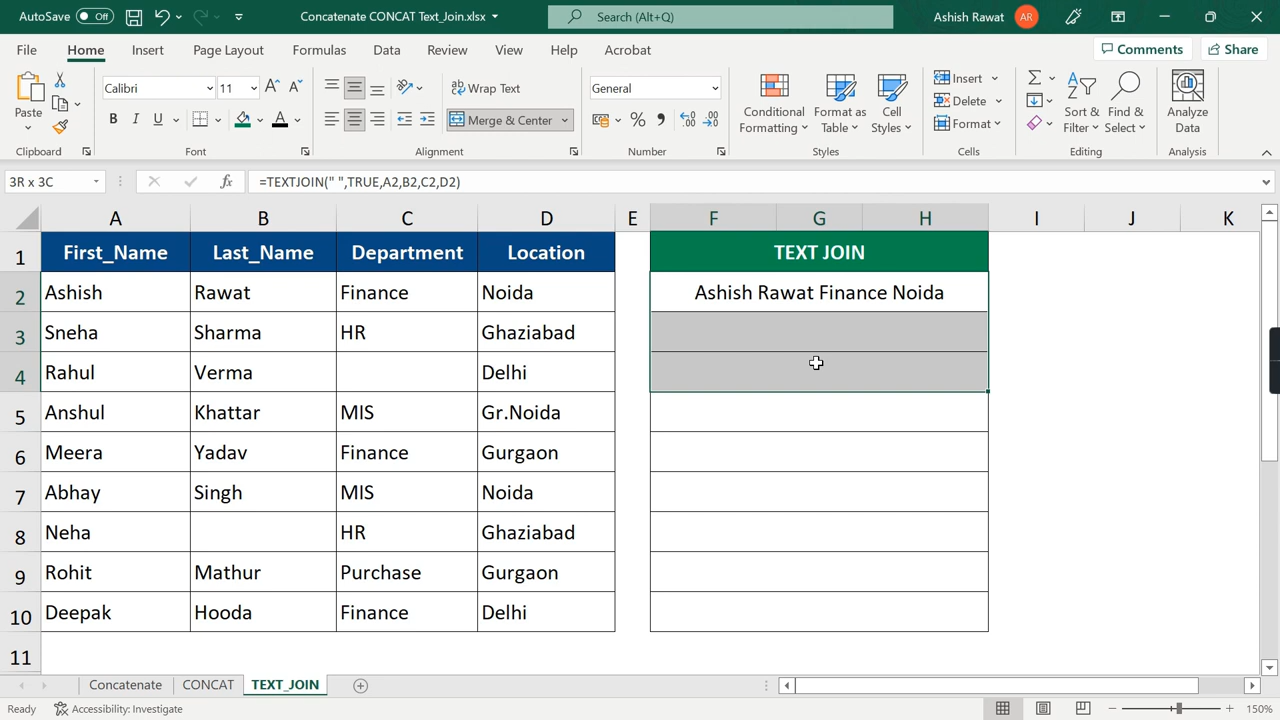 AutoSave Off Concatenate CONCAT Text_Join.xlsx Search (Alt+Q) Ashish Rawat AR
File Home Insert Page Layout Formulas Data Review View Help Acrobat Comments Share
Paste Calibri 11 Wrap Text General Conditional Formatting Format as Table Cell Styles Insert Sort & Filter Find & Select Analyze Data
B I U A Merge & Center % Delete
Format
Clipboard Font Alignment Number Styles Cells Editing Analysis
3R x 3C fx =TEXTJOIN(" ",TRUE,A2,B2,C2,D2)
A B C D E F G H I J K
1 First_Name Last_Name Department Location TEXT JOIN
2 Ashish Rawat Finance Noida Ashish Rawat Finance Noida
3 Sneha Sharma HR Ghaziabad
4 Rahul Verma Delhi
5 Anshul Khattar MIS Gr.Noida
6 Meera Yadav Finance Gurgaon
7 Abhay Singh MIS Noida
8 Neha HR Ghaziabad
9 Rohit Mathur Purchase Gurgaon
10 Deepak Hooda Finance Delhi
11
Concatenate CONCAT TEXT_JOIN
Ready Accessibility: Investigate 150%